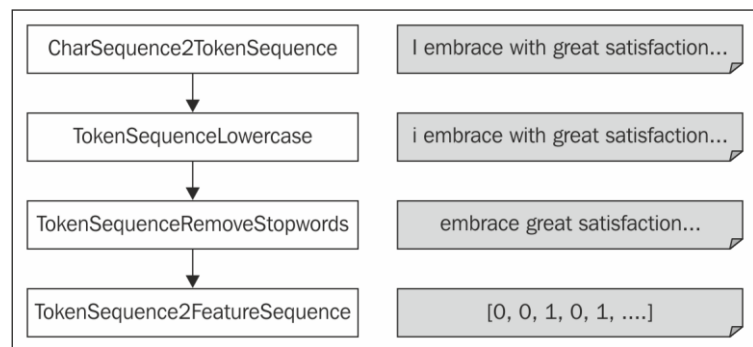 CharSequence2TokenSequence
I embrace with great satisfaction...
TokenSequenceLowercase
i embrace with great satisfaction...
TokenSequenceRemoveStopwords
embrace great satisfaction...
TokenSequence2FeatureSequence
[0, 0, 1, 0, 1, ....]